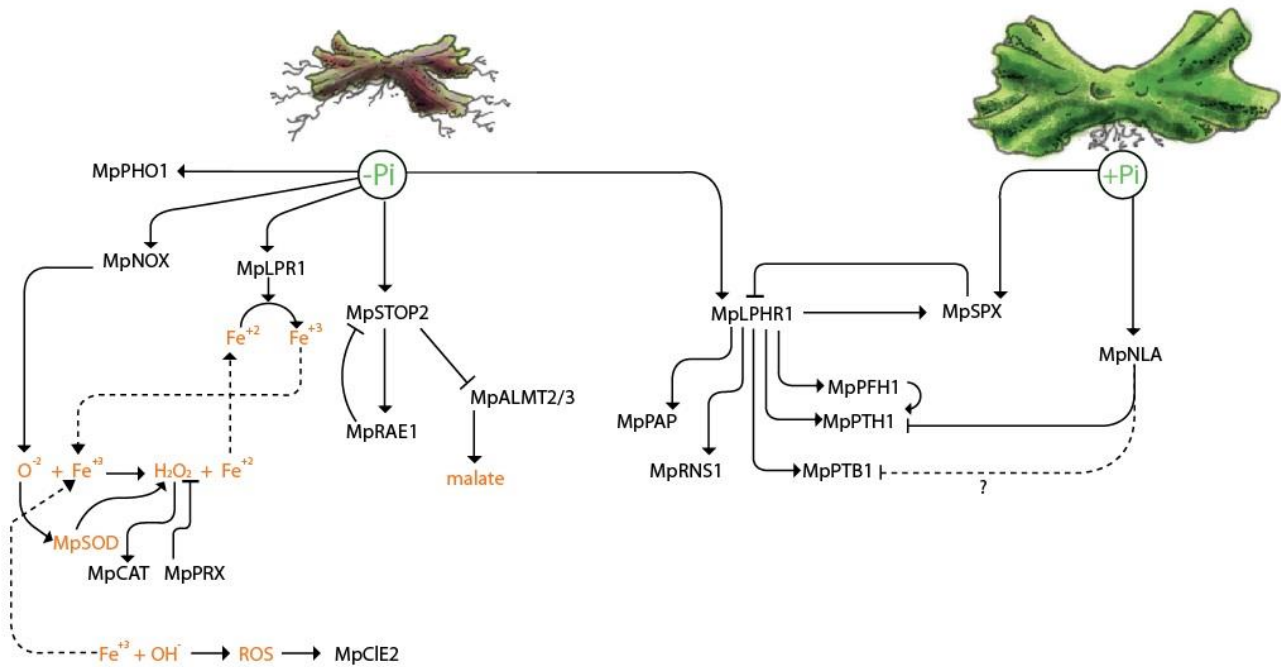 -Pi
+Pi
MpPHO1
MpNOX
MpLPR1
Fe⁺² Fe⁺³
MpSTOP2
MpLPHR1
MpSPX
MpNLA
MpALMT2/3
MpPFH1
MpPAP
MpPTH1
MpRAE1
MpRNS1
MpPTB1
?
malate
O⁻² + Fe⁺³ H₂O₂ + Fe⁺²
MpSOD
MpCAT MpPRX
Fe⁺³ + OH⁻ ROS MpClE2